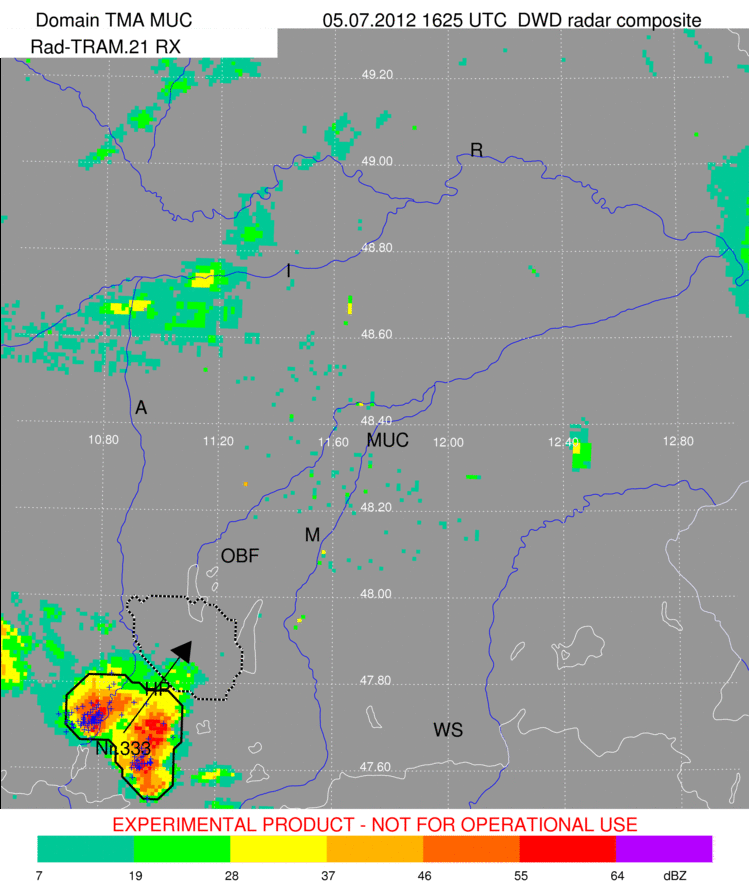 Domain TMA MUC 05.07.2012 1625 UTC DWD radar composite
Rad-TRAM.21 RX
49.20
R
49.00
48.80
I
48.60
A
48.40
10:80 11:20 11:60 MUC 12:00 12:40 12:80
48.20
M
OBF
48.00
HP 47.80
WS
Nr.333
47.60
EXPERIMENTAL PRODUCT - NOT FOR OPERATIONAL USE
7 19 28 37 46 55 64 dBZ